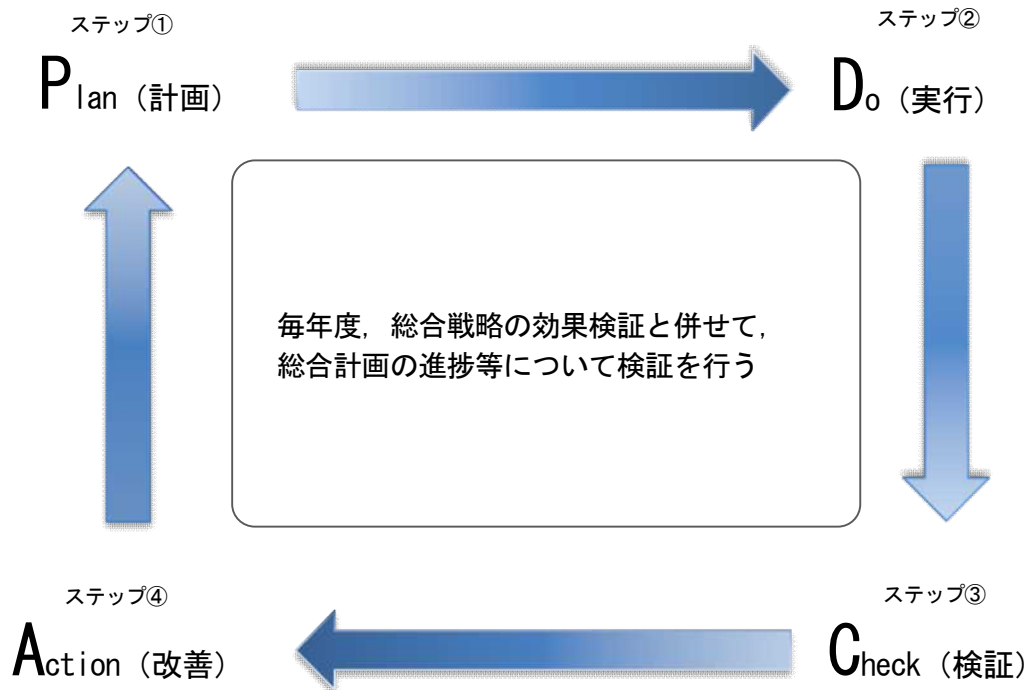 ステップ①
Plan（計画）
ステップ②
Do（実行）
毎年度，総合戦略の効果検証と併せて，
総合計画の進捗等について検証を行う
ステップ③
Check（検証）
ステップ④
Action（改善）